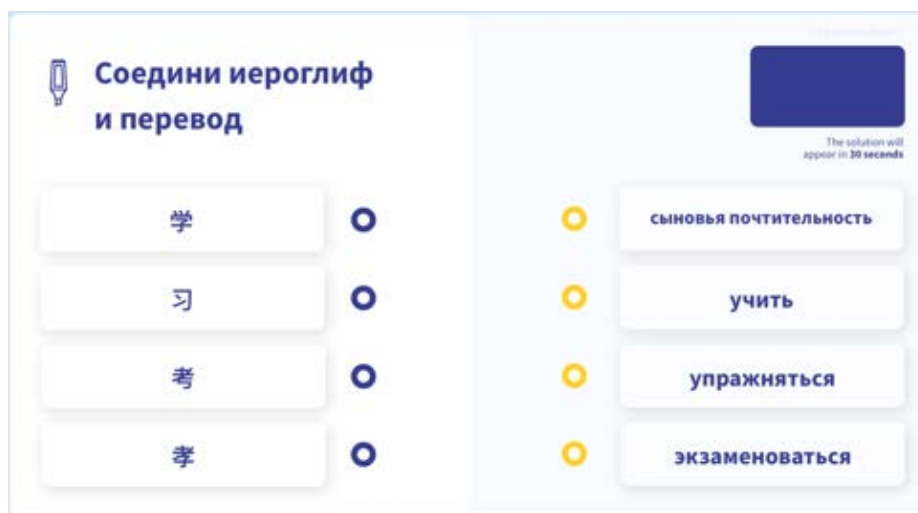 Соедини иероглиф
и перевод
The solution will
appear in 30 seconds
学
сыновья почтительность
习
учить
考
упражняться
孝
экзаменоваться